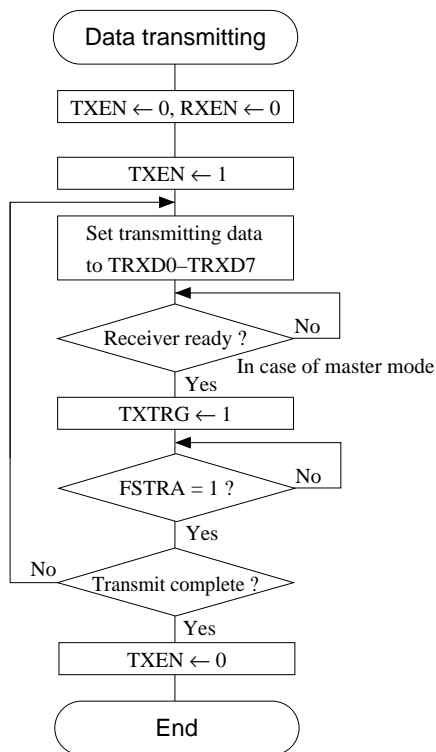 Data transmitting
TXEN ← 0, RXEN ← 0
TXEN ← 1
Set transmitting data
to TRXD0–TRXD7
No
Receiver ready ?
In case of master mode
Yes
TXTRG ← 1
No
FSTRA = 1 ?
Yes
No
Transmit complete ?
Yes
TXEN ← 0
End